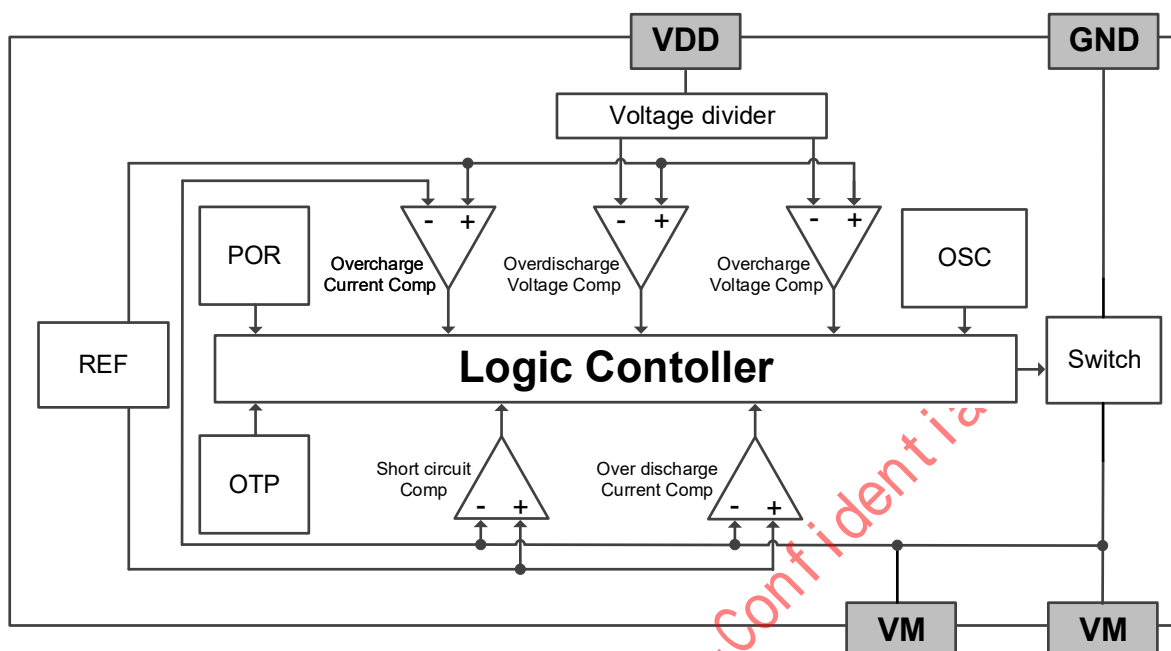 VDD
GND
Voltage divider
- +
- +
- +
POR
Overcharge
Current Comp
Overdischarge
Voltage Comp
Overcharge
Voltage Comp
OSC
REF
Logic Contoller
Switch
OTP
Short circuit
Comp
- +
Over discharge
Current Comp
- +
Confidentia
VM
VM